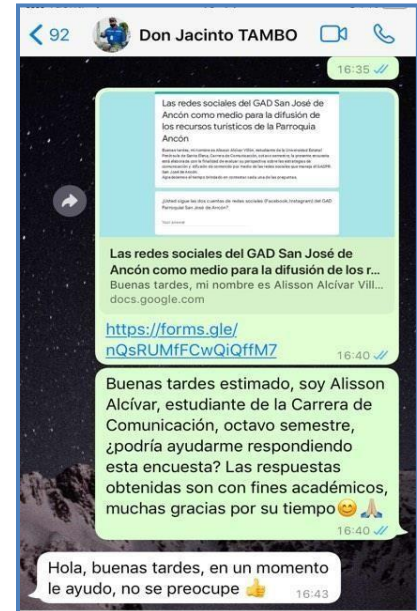 92
Don Jacinto TAMBO
16:35
Las redes sociales del GAD San José de
Ancón como medio para la difusión de
los recursos turísticos de la Parroquia
Ancón
Las redes sociales del GAD San José de
Ancón como medio para la difusión de los r...
Buenas tardes, mi nombre es Alisson Alcívar Vill...
docs.google.com
https://forms.gle/
nQsRUMfFCwQiQffM7
16:40
Buenas tardes estimado, soy Alisson
Alcívar, estudiante de la Carrera de
Comunicación, octavo semestre,
¿podría ayudarme respondiendo
esta encuesta? Las respuestas
obtenidas son con fines académicos,
muchas gracias por su tiempo😊🙏🏼
16:40
Hola, buenas tardes, en un momento
le ayudo, no se preocupe 👍
16:43